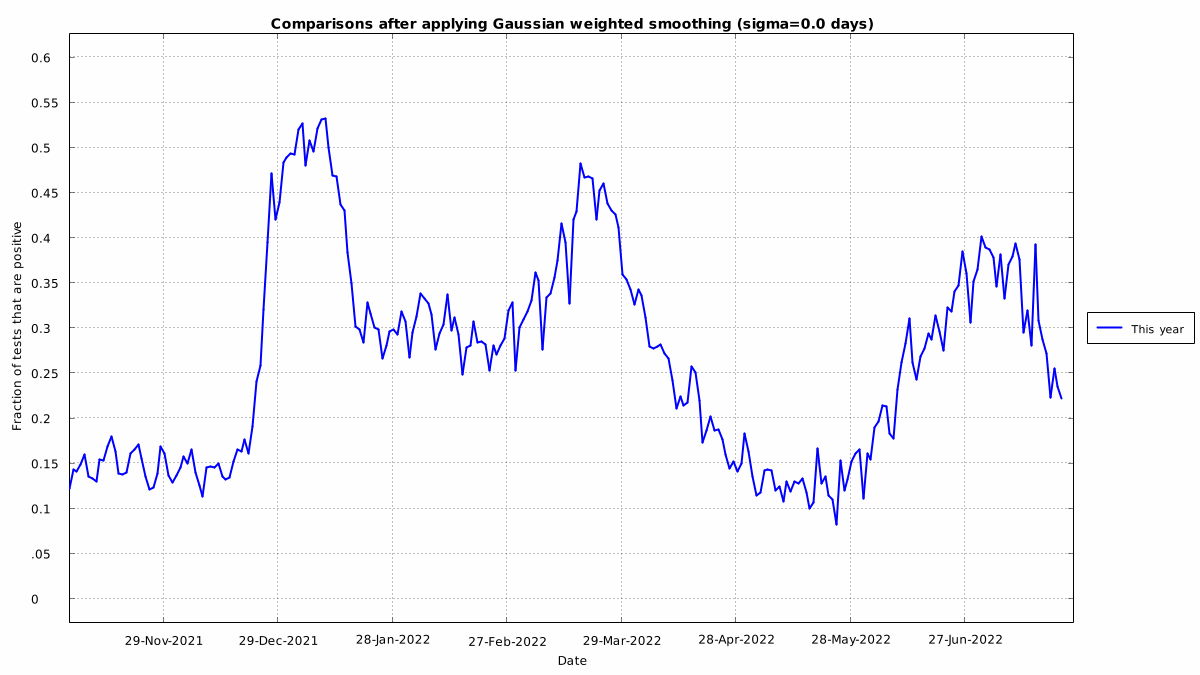 Comparisons after applying Gaussian weighted smoothing (sigma=0.0 days)
0.6
0.55
0.5
0.45
0.4
0.35
0.3
0.25
0.2
0.15
0.1
.05
0
Fraction of tests that are positive
29-Nov-2021
29-Dec-2021
28-Jan-2022
27-Feb-2022
29-Mar-2022
28-Apr-2022
28-May-2022
27-Jun-2022
Date
This year